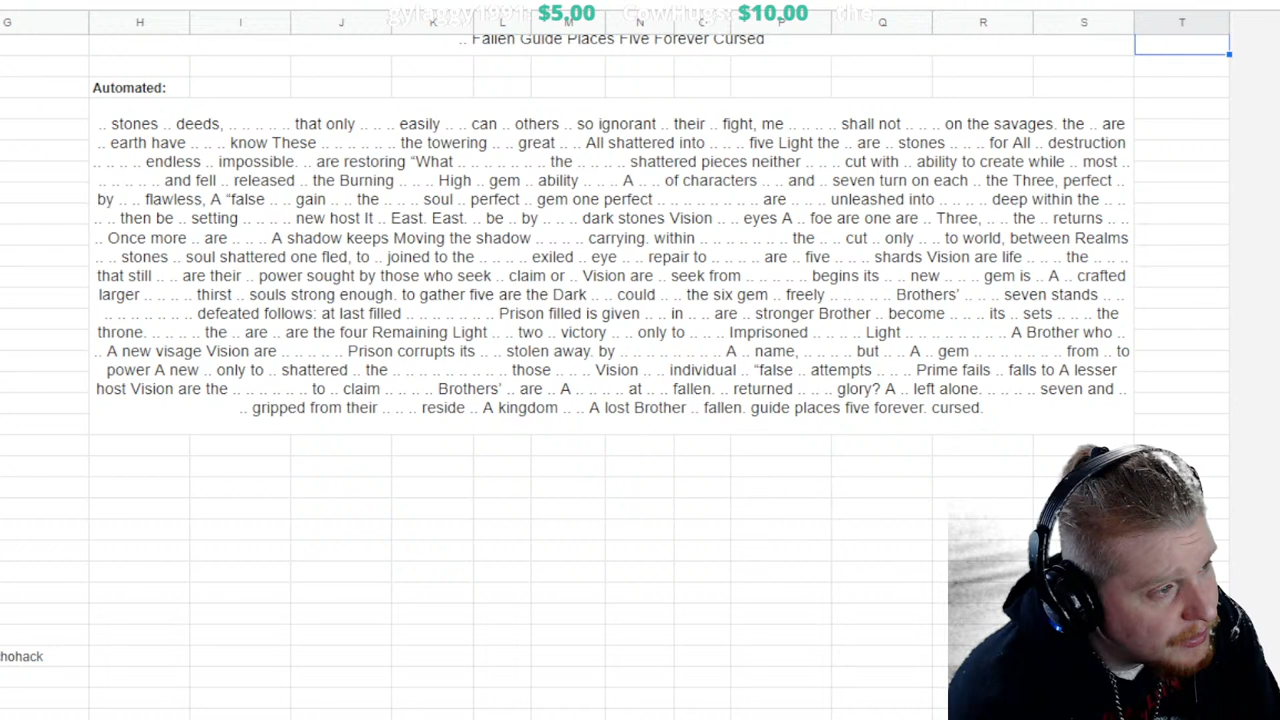 gylaggy1991: $5.00 CowHugs: $10.00 the
G H I J K L M N O P Q R S T
.. Fallen Guide Places Five Forever Cursed
Automated:
.. stones .. deeds, .. .. .. .. that only .. .. .. easily .. can .. others .. so ignorant .. their .. fight, me .. .. .. shall not .. .. .. on the savages. the .. are
.. earth have .. .. know These .. .. .. .. .. the towering .. .. great .. .. All shattered into .. .. five Light the .. are .. stones .. .. .. for All .. destruction
.. .. .. .. endless .. impossible. .. are restoring “What .. .. .. .. .. .. the .. .. .. shattered pieces neither .. .. cut with .. ability to create while .. most ..
.. .. .. .. and fell .. released .. the Burning .. .. .. High .. gem .. ability .. .. .. A .. .. of characters .. .. and .. seven turn on each .. the Three, perfect ..
by .. flawless, A “false .. .. gain .. .. the .. .. .. soul .. perfect .. gem one perfect .. .. .. .. .. .. .. are .. .. unleashed into .. .. .. .. deep within the ..
.. .. then be .. setting .. .. .. new host It .. East. East. .. be .. by .. .. .. dark stones Vision .. .. eyes A .. foe are one are .. Three, .. .. the .. returns ..
.. Once more .. are .. .. .. A shadow keeps Moving the shadow .. .. .. .. carrying. within .. .. .. .. .. .. the .. .. cut .. only .. .. to world, between Realms
.. .. stones .. soul shattered one fled, to .. joined to the .. .. .. .. exiled .. eye .. repair to .. .. .. .. are .. five .. .. .. shards Vision are life .. .. the .. ..
that still .. .. are their .. power sought by those who seek .. claim or .. Vision are .. seek from .. .. .. .. .. begins its .. new .. .. gem is .. A .. crafted
larger .. .. .. .. thirst .. souls strong enough. to gather five are the Dark .. .. could .. .. the six gem .. freely .. .. .. .. .. Brothers’ .. .. .. seven stands .. ..
.. .. .. .. .. .. defeated follows: at last filled .. .. .. .. .. .. Prison filled is given .. .. in .. .. are .. stronger Brother .. become .. .. its .. sets .. .. .. the
throne. .. .. .. .. the .. are .. are the four Remaining Light .. .. two .. victory .. .. only to .. .. Imprisoned .. .. .. Light .. .. .. .. .. .. .. A Brother who ..
.. A new visage Vision are .. .. .. .. .. Prison corrupts its .. .. stolen away. by .. .. .. .. .. .. .. A .. name, .. .. .. but .. A .. gem .. .. .. .. .. .. from .. to
power A new .. only to .. shattered .. the .. .. .. .. .. .. those .. .. Vision .. .. individual .. “false .. attempts .. .. .. Prime fails .. falls to A lesser
host Vision are the .. .. .. .. .. to .. claim .. .. .. Brothers’ .. are .. A .. .. .. .. at .. .. fallen. .. returned .. .. .. glory? A .. left alone. .. .. .. .. seven and ..
.. gripped from their .. .. .. reside .. A kingdom .. .. A lost Brother .. fallen. guide places five forever. cursed.
hohack